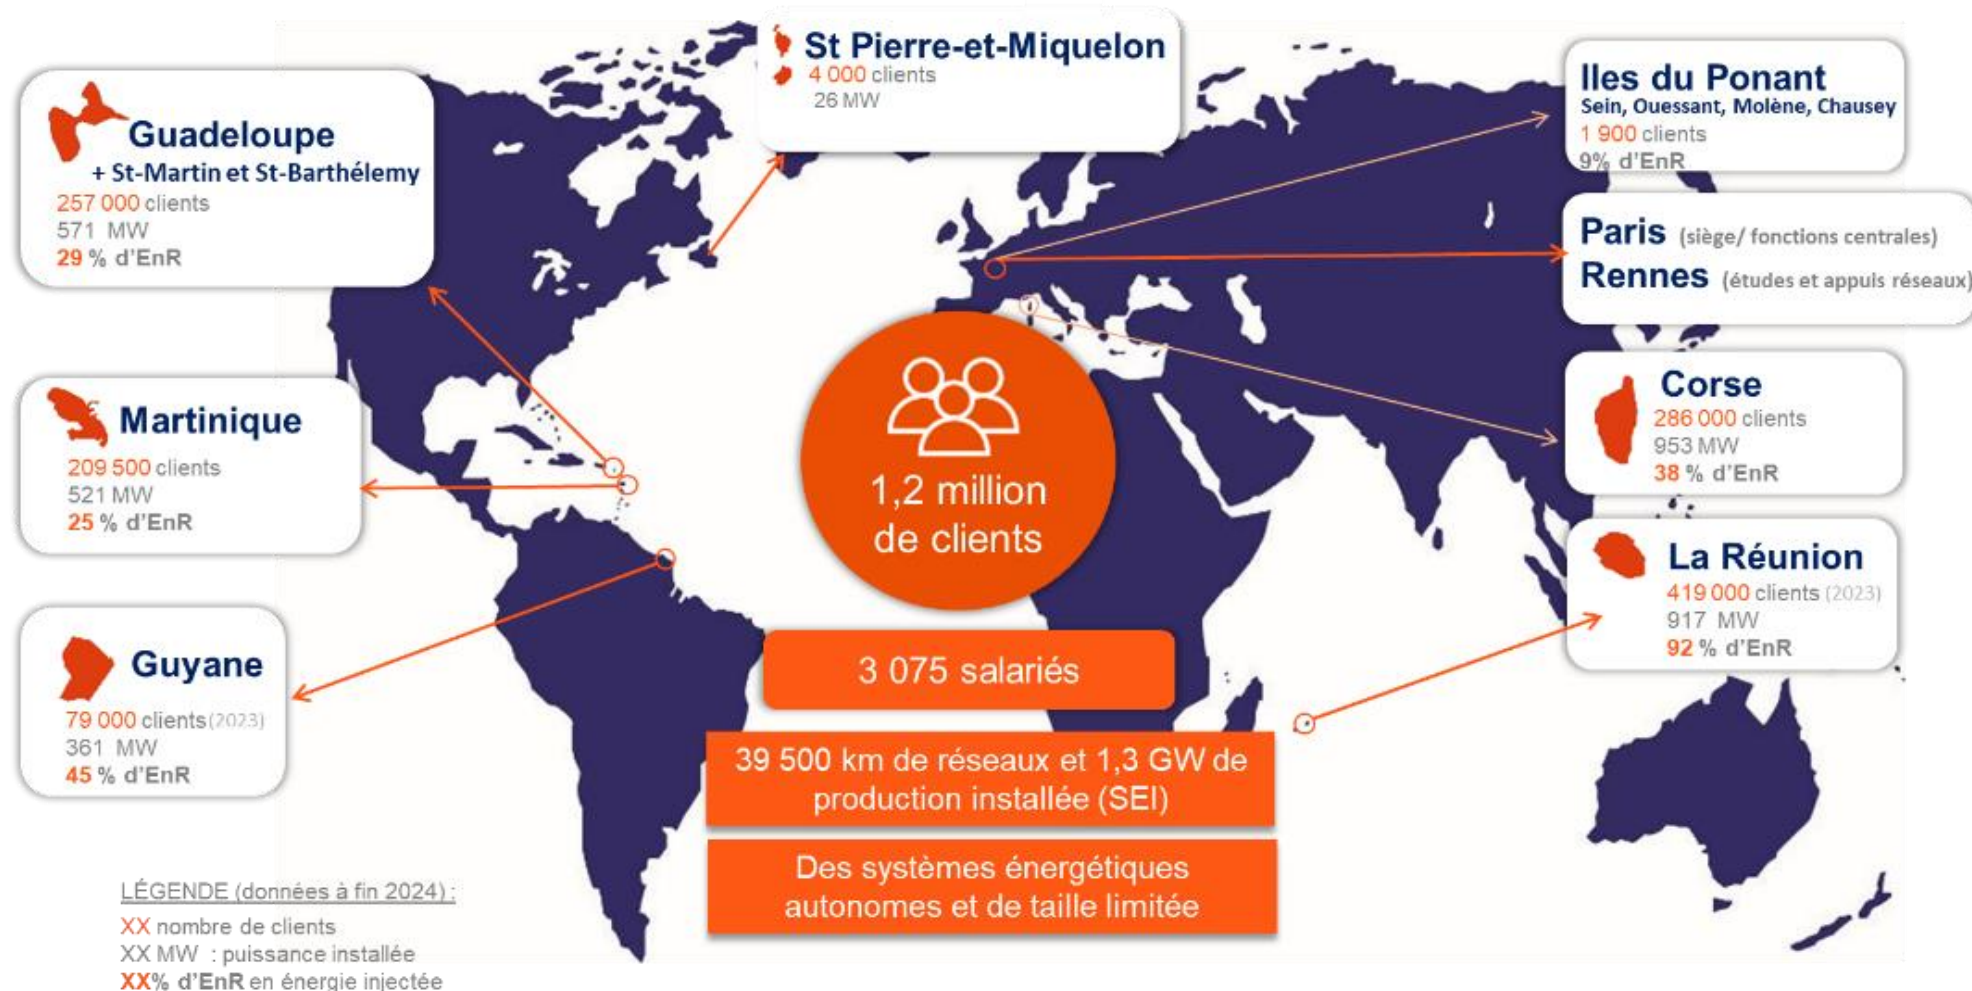 St Pierre-et-Miquelon
4 000 clients
26 MW
Guadeloupe
+ St-Martin et St-Barthélemy
257 000 clients
571 MW
29 % d'EnR
Iles du Ponant
Sein, Ouessant, Molène, Chausey
1 900 clients
9% d'EnR
Paris (siège/ fonctions centrales)
Rennes (études et appuis réseaux)
Martinique
209 500 clients
521 MW
25 % d'EnR
Corse
286 000 clients
953 MW
38 % d'EnR
1,2 million
de clients
La Réunion
419 000 clients (2023)
917 MW
92 % d'EnR
Guyane
79 000 clients (2023)
361 MW
45 % d'EnR
3 075 salariés
39 500 km de réseaux et 1,3 GW de
production installée (SEI)
Des systèmes énergétiques
autonomes et de taille limitée
LÉGENDE (données à fin 2024) :
XX nombre de clients
XX MW : puissance installée
XX% d'EnR en énergie injectée